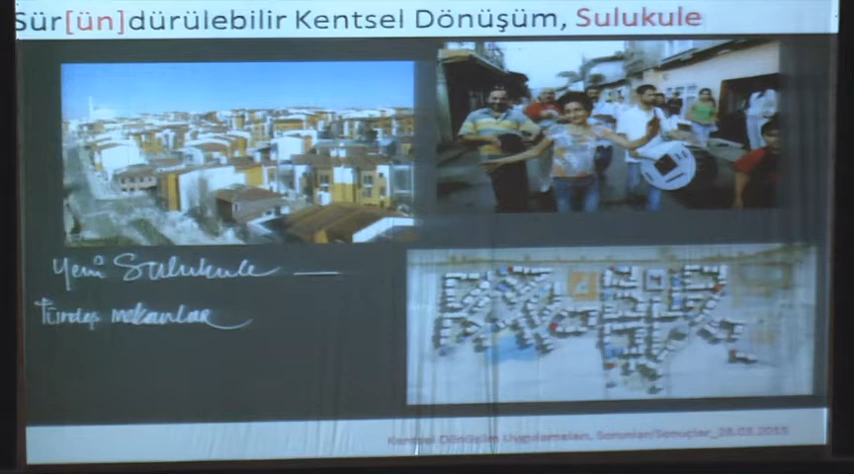 Sür[ün]dürülebilir Kentsel Dönüşüm, Sulukule
Yeni Sulukule
Türdeş mekanlar
Kentsel Dönüşüm Uygulamaları, Sorunlar/Sonuçlar_28.03.2015